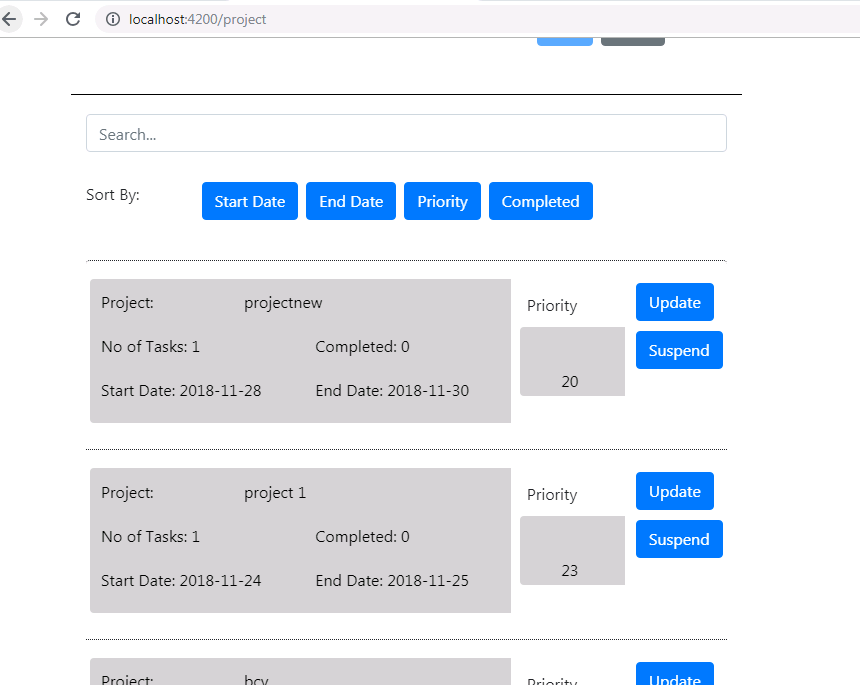 localhost:4200/project
Search...
Sort By: Start Date End Date Priority Completed
Project: projectnew
No of Tasks: 1 Completed: 0
Start Date: 2018-11-28 End Date: 2018-11-30
Priority
20
Update
Suspend
Project: project 1
No of Tasks: 1 Completed: 0
Start Date: 2018-11-24 End Date: 2018-11-25
Priority
23
Update
Suspend
Project: bcv
Priority
Update